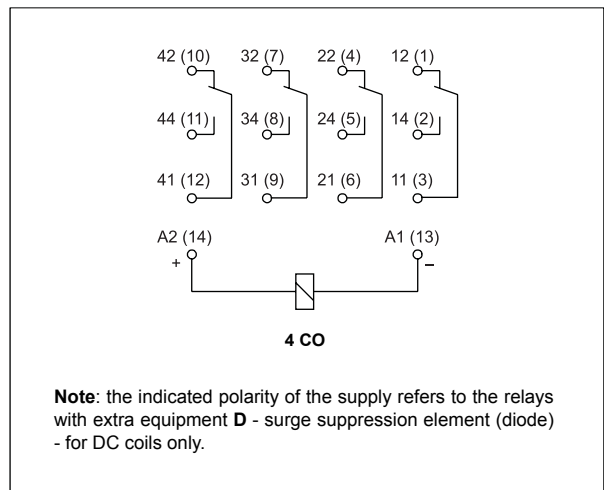 42 (10) 32 (7) 22 (4) 12 (1)
44 (11) 34 (8) 24 (5) 14 (2)
41 (12) 31 (9) 21 (6) 11 (3)
A2 (14) A1 (13)
+ –
4 CO
Note: the indicated polarity of the supply refers to the relays
with extra equipment D - surge suppression element (diode)
- for DC coils only.